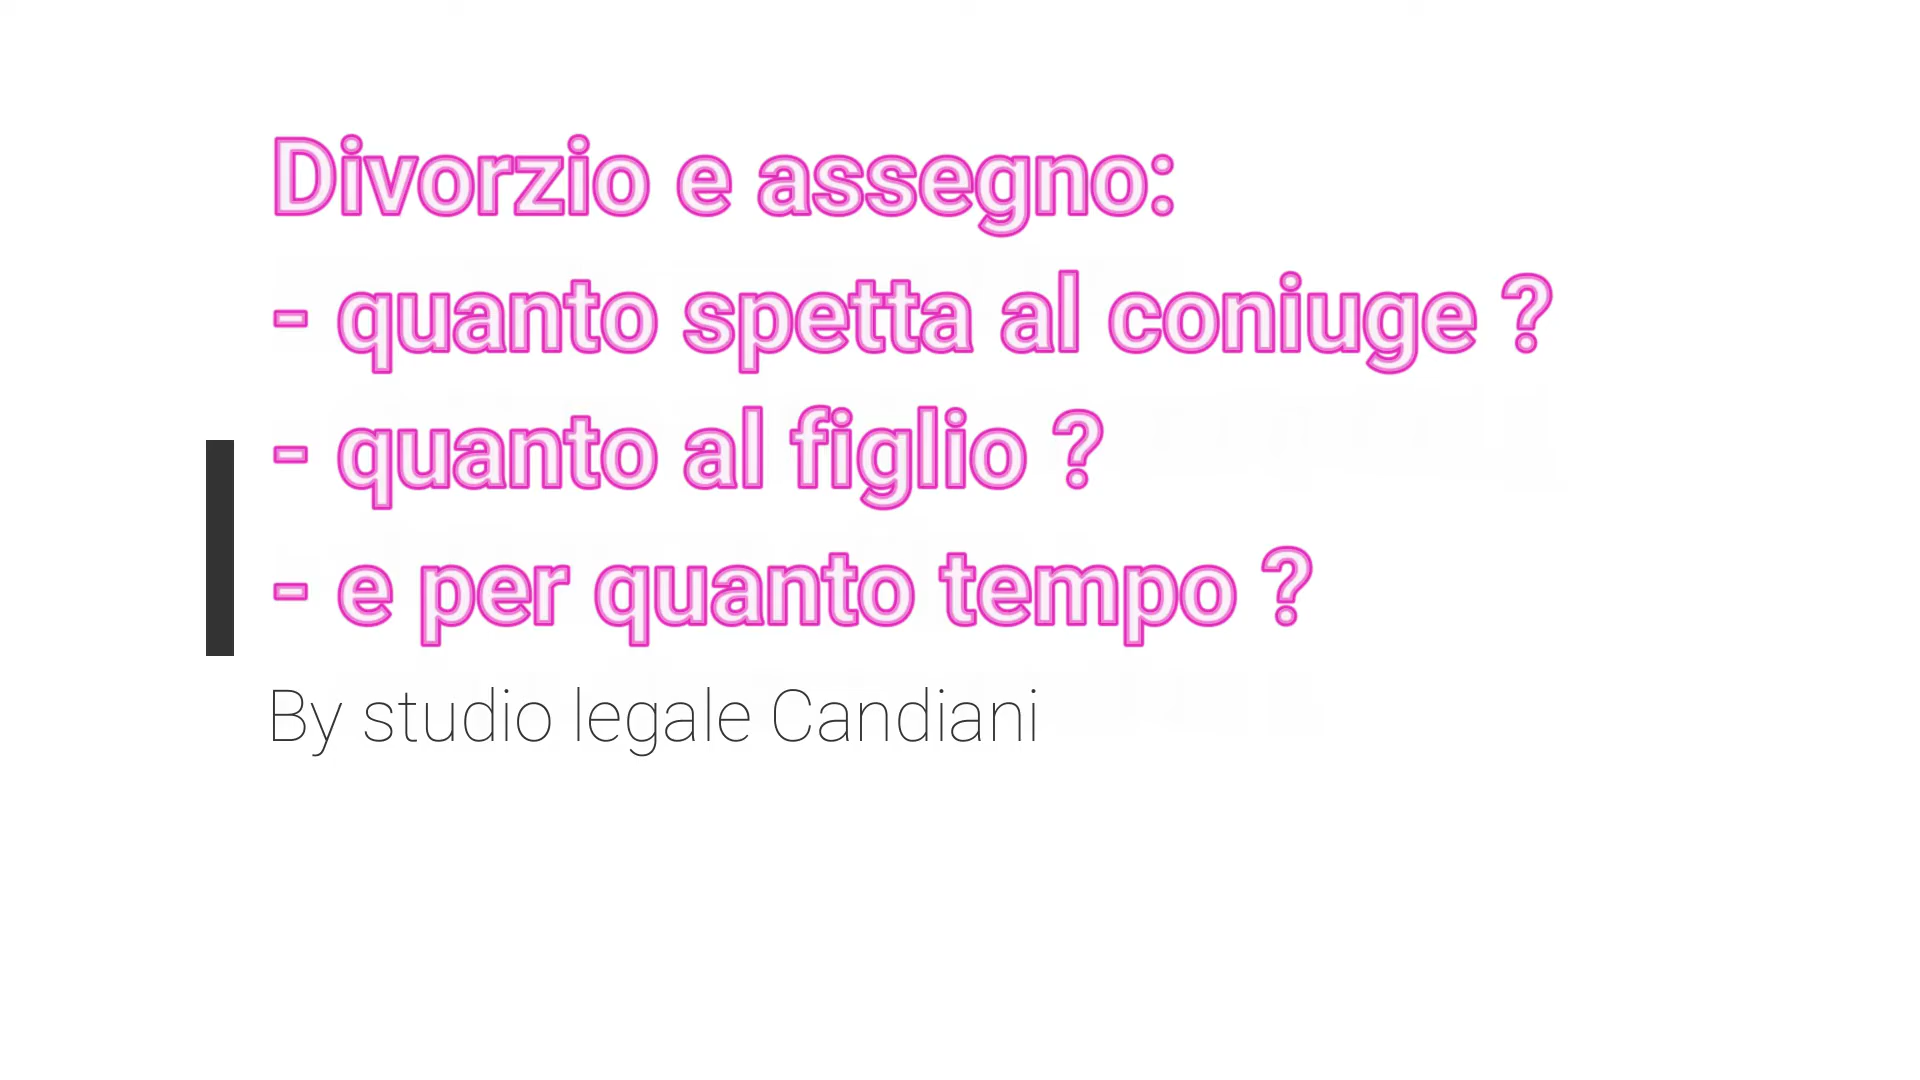 Divorzio e assegno:
- quanto spetta al coniuge ?
- quanto al figlio ?
- e per quanto tempo ?
By studio legale Candiani